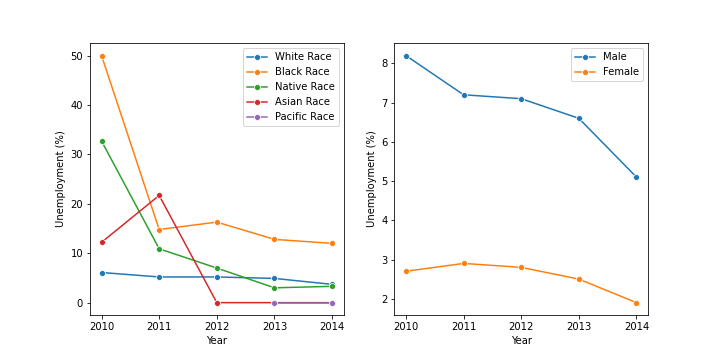 50
40
30
20
10
0
Unemployment (%)
2010 2011 2012 2013 2014
Year
White Race
Black Race
Native Race
Asian Race
Pacific Race
8
7
6
5
4
3
2
Unemployment (%)
2010 2011 2012 2013 2014
Year
Male
Female